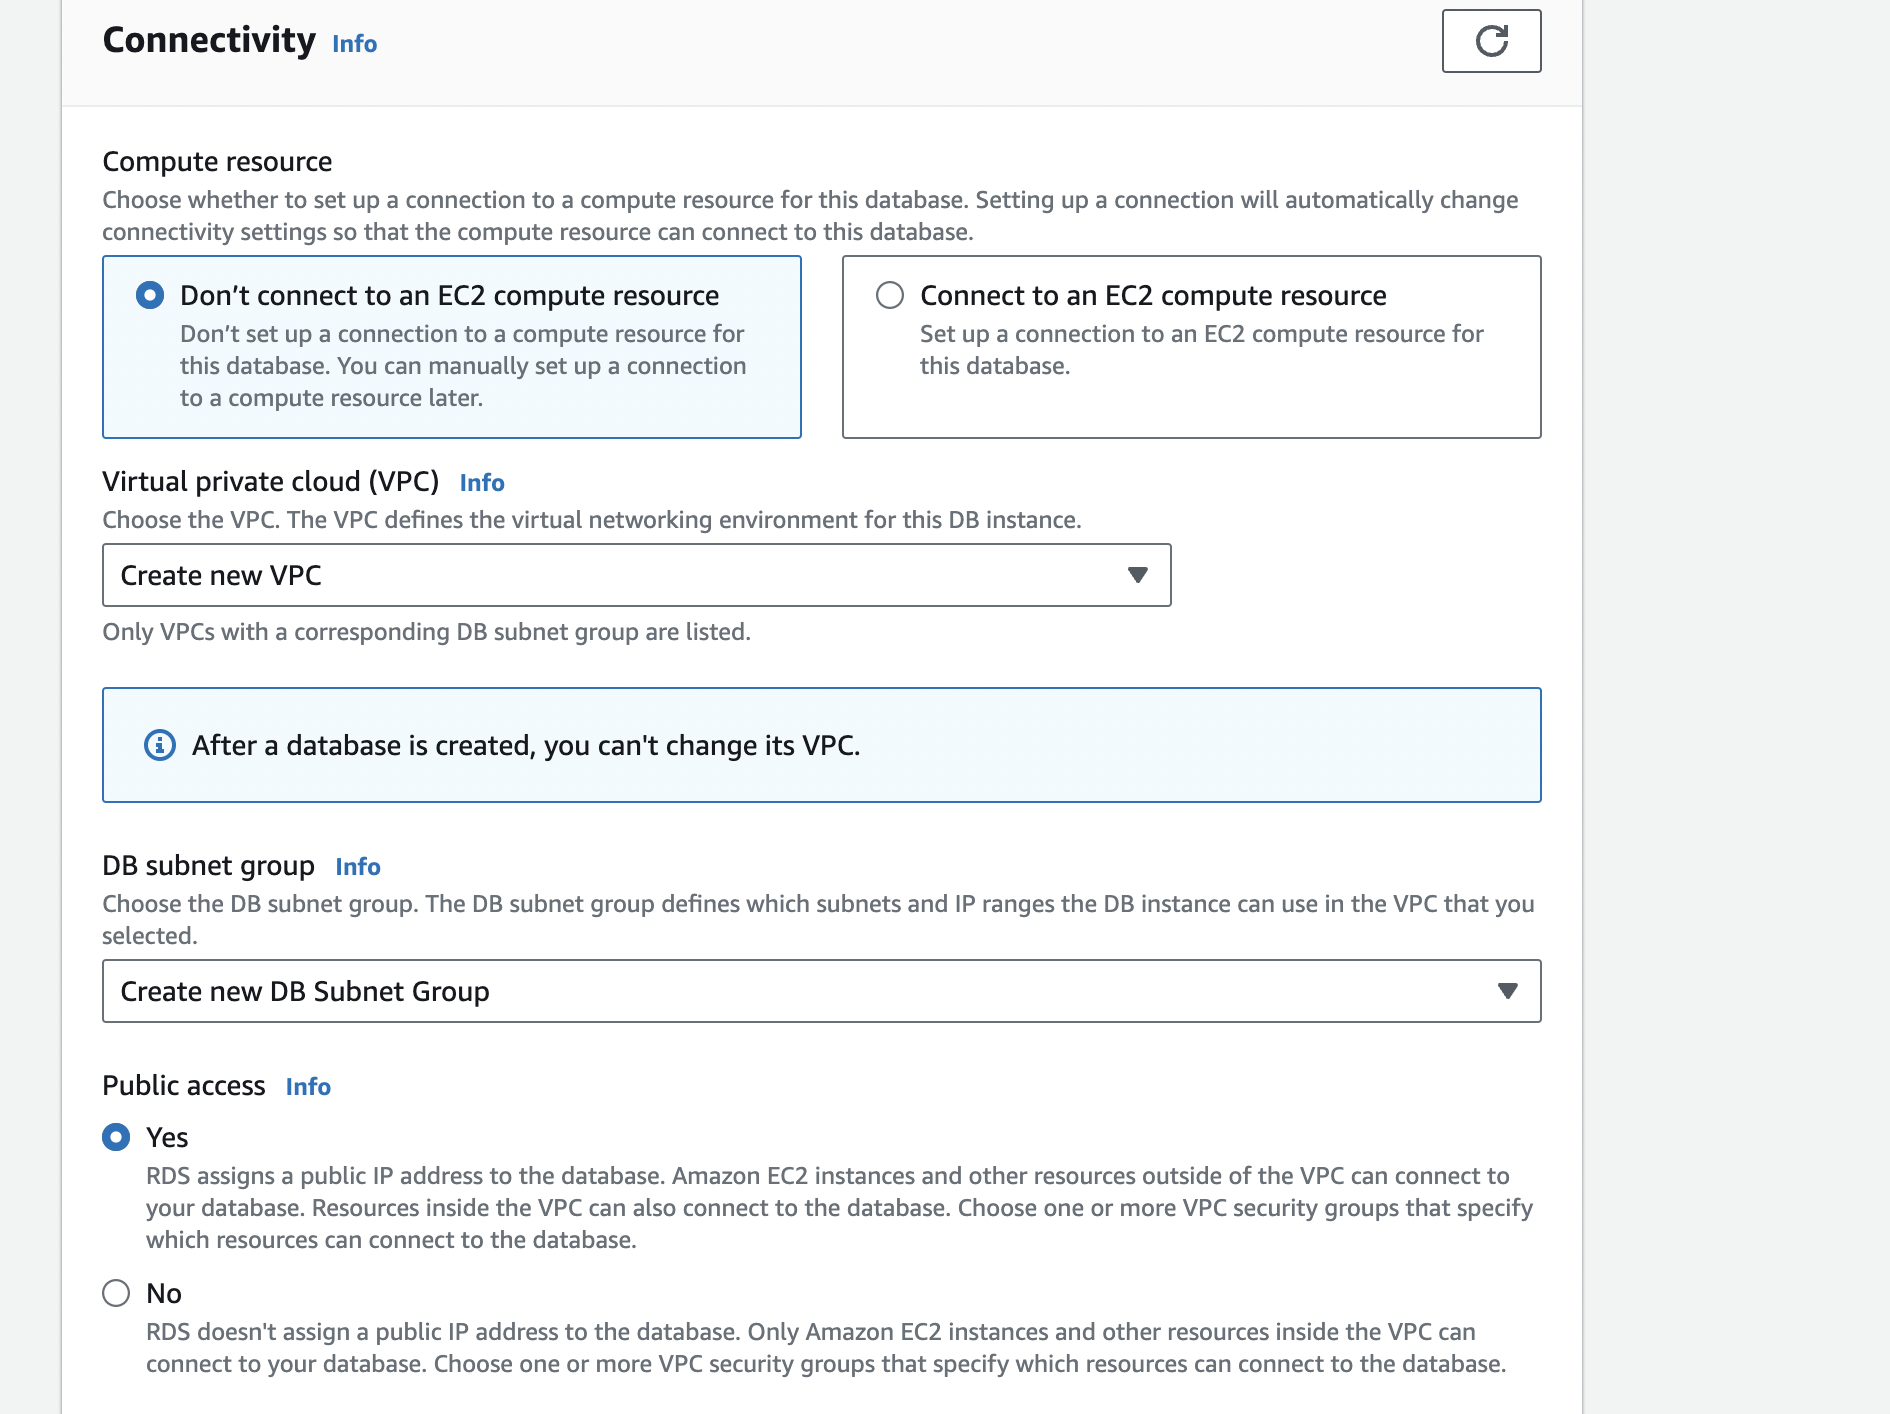 Connectivity Info
Compute resource
Choose whether to set up a connection to a compute resource for this database. Setting up a connection will automatically change
connectivity settings so that the compute resource can connect to this database.
Don’t connect to an EC2 compute resource
Don’t set up a connection to a compute resource for
this database. You can manually set up a connection
to a compute resource later.
Connect to an EC2 compute resource
Set up a connection to an EC2 compute resource for
this database.
Virtual private cloud (VPC) Info
Choose the VPC. The VPC defines the virtual networking environment for this DB instance.
Create new VPC
Only VPCs with a corresponding DB subnet group are listed.
After a database is created, you can't change its VPC.
DB subnet group Info
Choose the DB subnet group. The DB subnet group defines which subnets and IP ranges the DB instance can use in the VPC that you
selected.
Create new DB Subnet Group
Public access Info
Yes
RDS assigns a public IP address to the database. Amazon EC2 instances and other resources outside of the VPC can connect to
your database. Resources inside the VPC can also connect to the database. Choose one or more VPC security groups that specify
which resources can connect to the database.
No
RDS doesn't assign a public IP address to the database. Only Amazon EC2 instances and other resources inside the VPC can
connect to your database. Choose one or more VPC security groups that specify which resources can connect to the database.